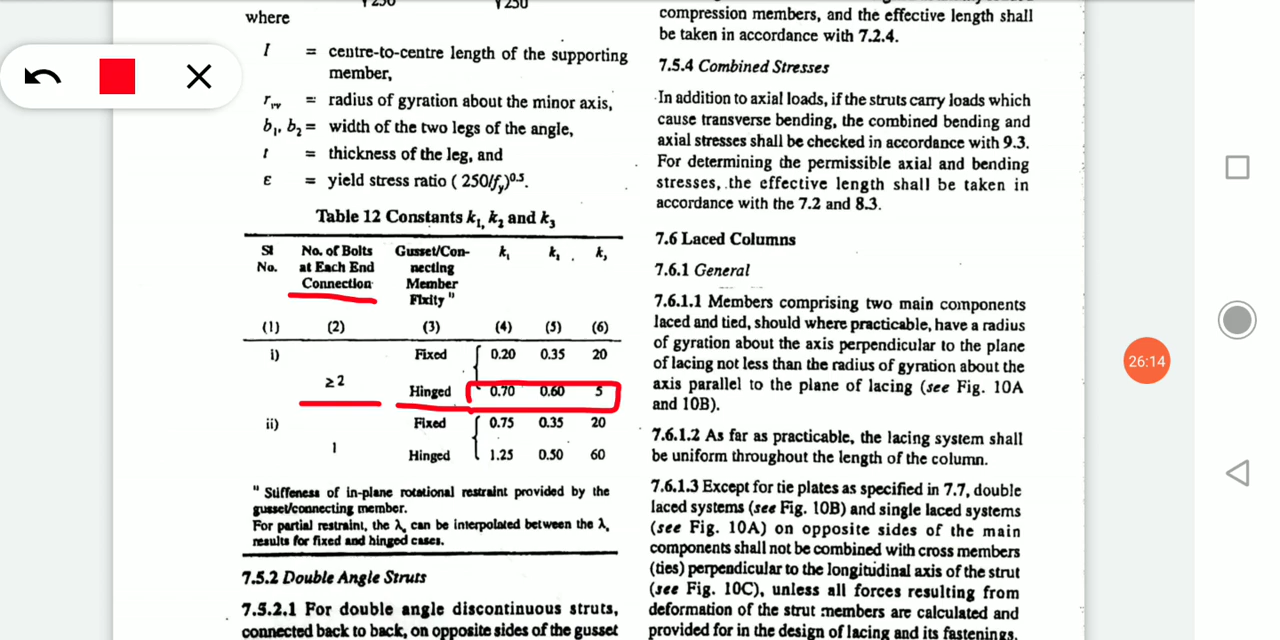 √250 √250
where
l = centre-to-centre length of the supporting
member,
rvv = radius of gyration about the minor axis,
b1, b2 = width of the two legs of the angle,
t = thickness of the leg, and
ε = yield stress ratio ( 250/fy)0.5.
Table 12 Constants k1, k2 and k3
Sl No. of Bolts Gusset/Con- k1 k2 k3
No. at Each End necting
Connection Member
Fixity 1)
(1) (2) (3) (4) (5) (6)
i) Fixed 0.20 0.35 20
≥2
Hinged 0.70 0.60 5
ii) Fixed 0.75 0.35 20
1
Hinged 1.25 0.50 60
1) Stiffeness of in-plane rotational restraint provided by the
gusset/connecting member.
For partial restraint, the λe can be interpolated between the λe
results for fixed and hinged cases.
7.5.2 Double Angle Struts
7.5.2.1 For double angle discontinuous struts,
connected back to back, on opposite sides of the gusset
compression members, and the effective length shall
be taken in accordance with 7.2.4.
7.5.4 Combined Stresses
In addition to axial loads, if the struts carry loads which
cause transverse bending, the combined bending and
axial stresses shall be checked in accordance with 9.3.
For determining the permissible axial and bending
stresses, the effective length shall be taken in
accordance with the 7.2 and 8.3.
7.6 Laced Columns
7.6.1 General
7.6.1.1 Members comprising two main components
laced and tied, should where practicable, have a radius
of gyration about the axis perpendicular to the plane
of lacing not less than the radius of gyration about the
axis parallel to the plane of lacing (see Fig. 10A
and 10B).
7.6.1.2 As far as practicable, the lacing system shall
be uniform throughout the length of the column.
7.6.1.3 Except for tie plates as specified in 7.7, double
laced systems (see Fig. 10B) and single laced systems
(see Fig. 10A) on opposite sides of the main
components shall not be combined with cross members
(ties) perpendicular to the longitudinal axis of the strut
(see Fig. 10C), unless all forces resulting from
deformation of the strut members are calculated and
provided for in the design of lacing and its fastenings.
26:14